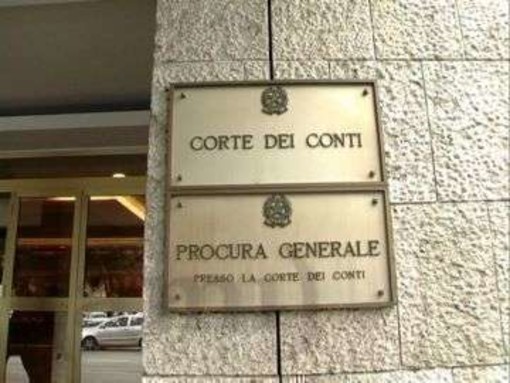 CORTE DEI CONTI
PROCURA GENERALE
PRESSO LA CORTE DEI CONTI